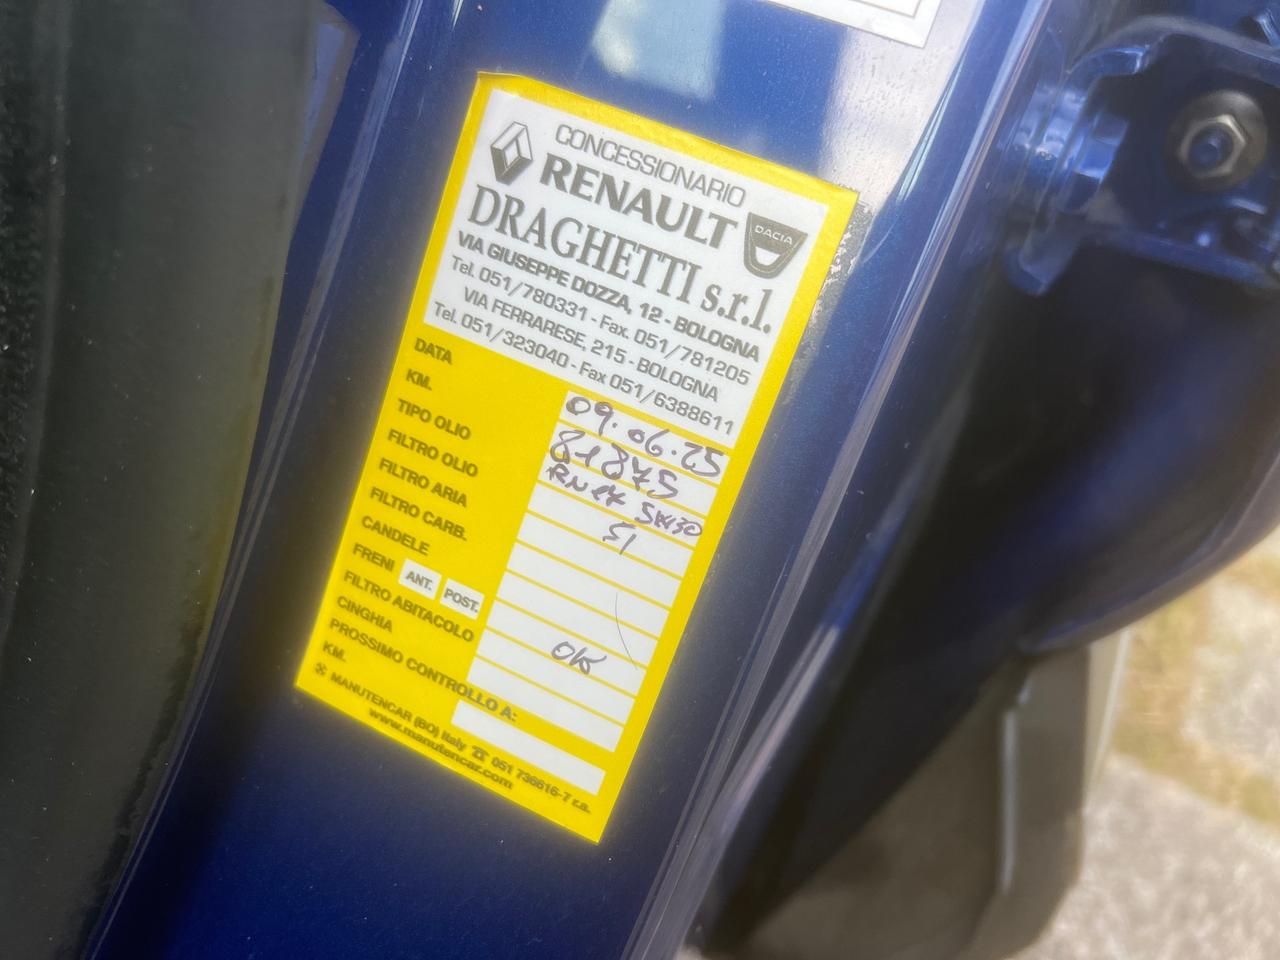 CONCESSIONARIO
RENAULT
DACIA
DRAGHETTI s.r.l.
VIA GIUSEPPE DOZZA, 12 - BOLOGNA
Tel. 051/780331 - Fax. 051/781205
VIA FERRARESE, 215 - BOLOGNA
Tel. 051/323040 - Fax 051/6388611
DATA 09.06.25
KM. 81875
TIPO OLIO 5W30
FILTRO OLIO SI
FILTRO ARIA
FILTRO CARB.
CANDELE
FRENI ANT. POST.
FILTRO ABITACOLO OK
CINGHIA
PROSSIMO CONTROLLO A:
KM.
MANUTENCAR (BO) Italy ☎ 051 736616-7 r.a.
www.manutencar.com